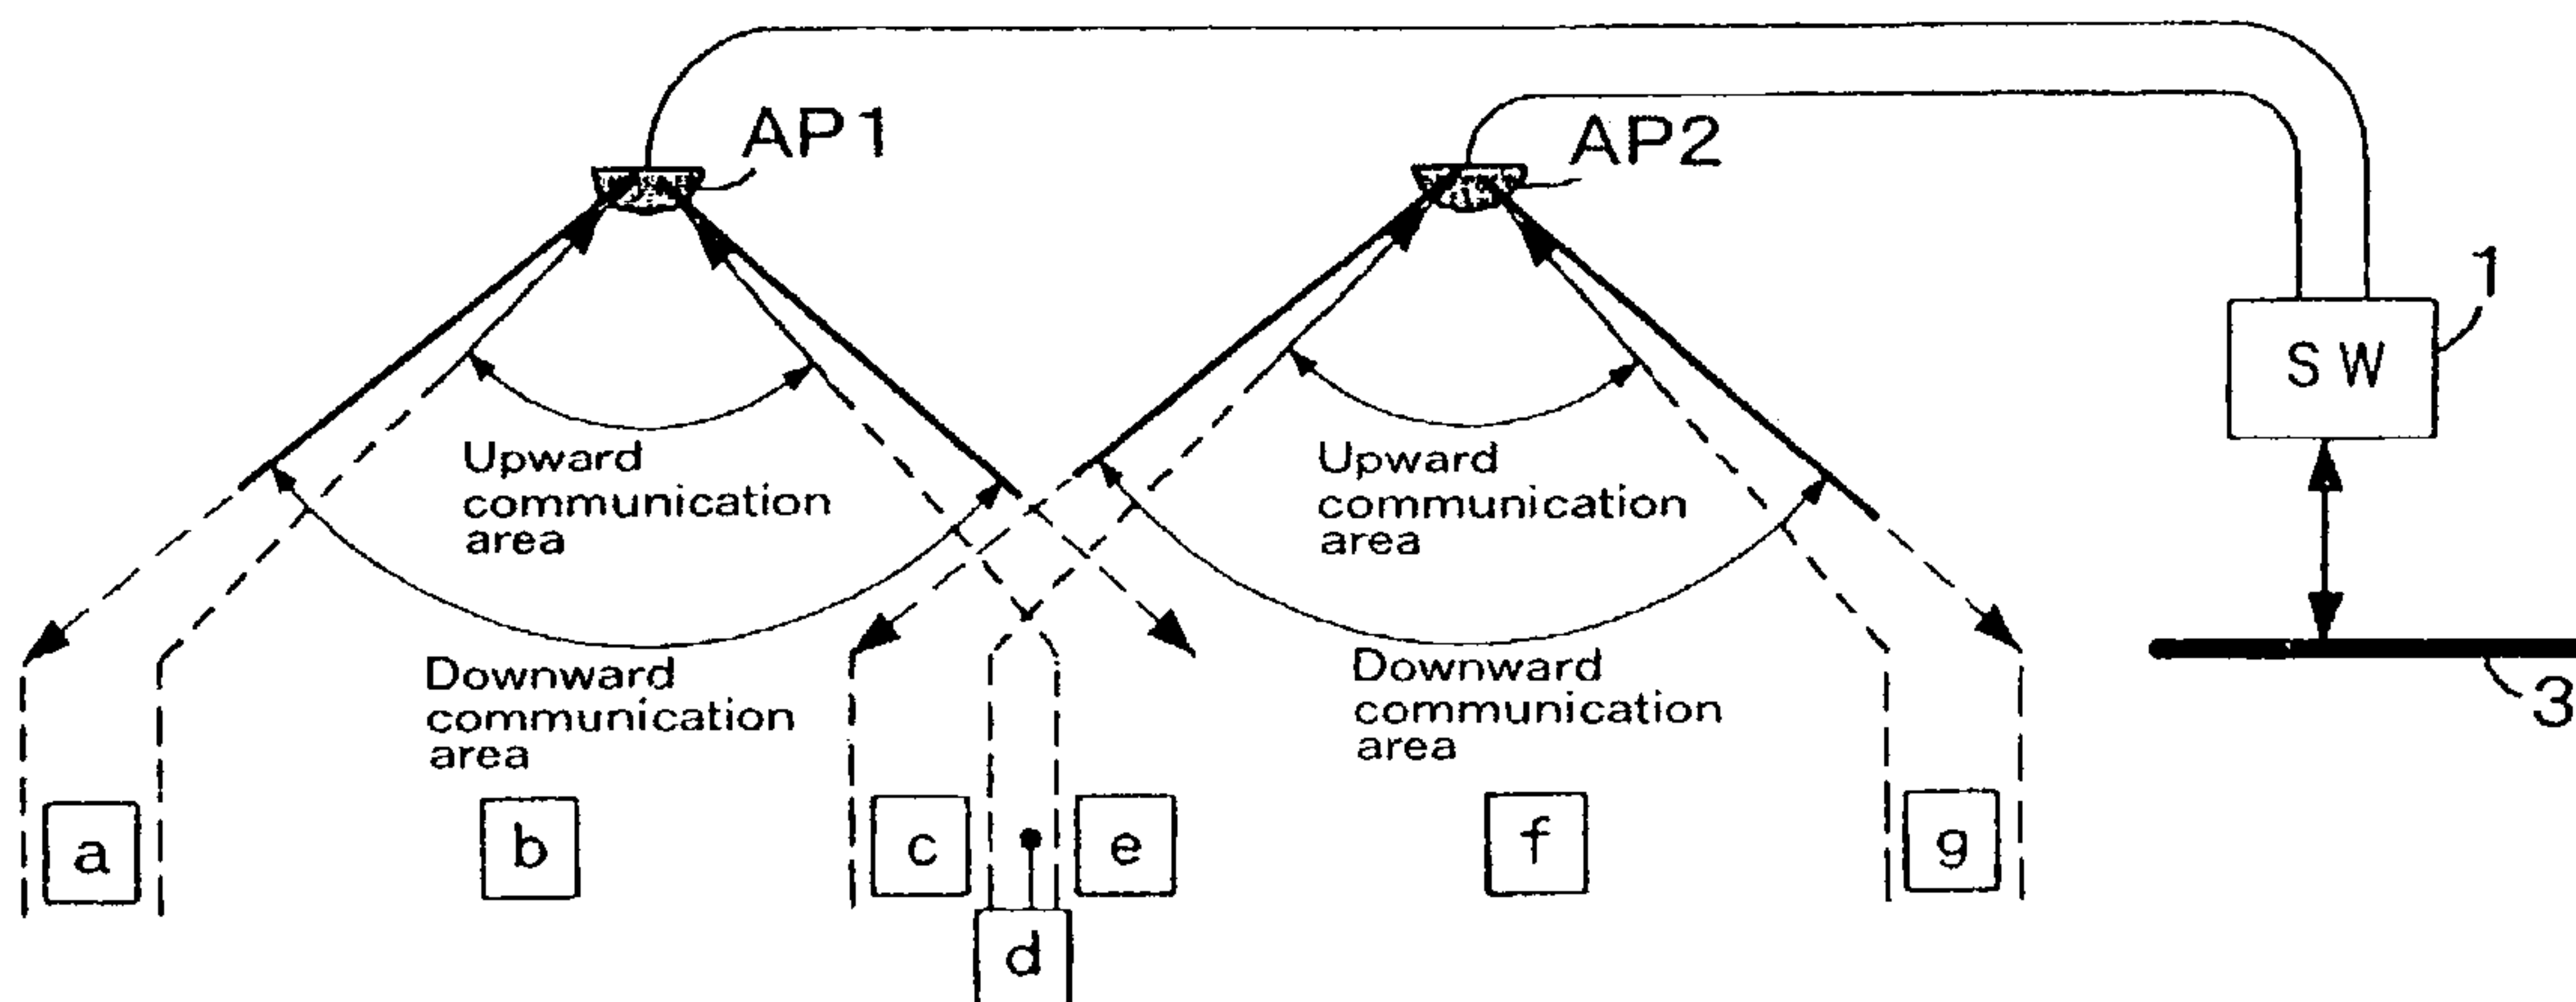 AP1
AP2
1
SW
Upward
communication
area
Upward
communication
area
Downward
communication
area
Downward
communication
area
3
a
b
c
e
f
g
d